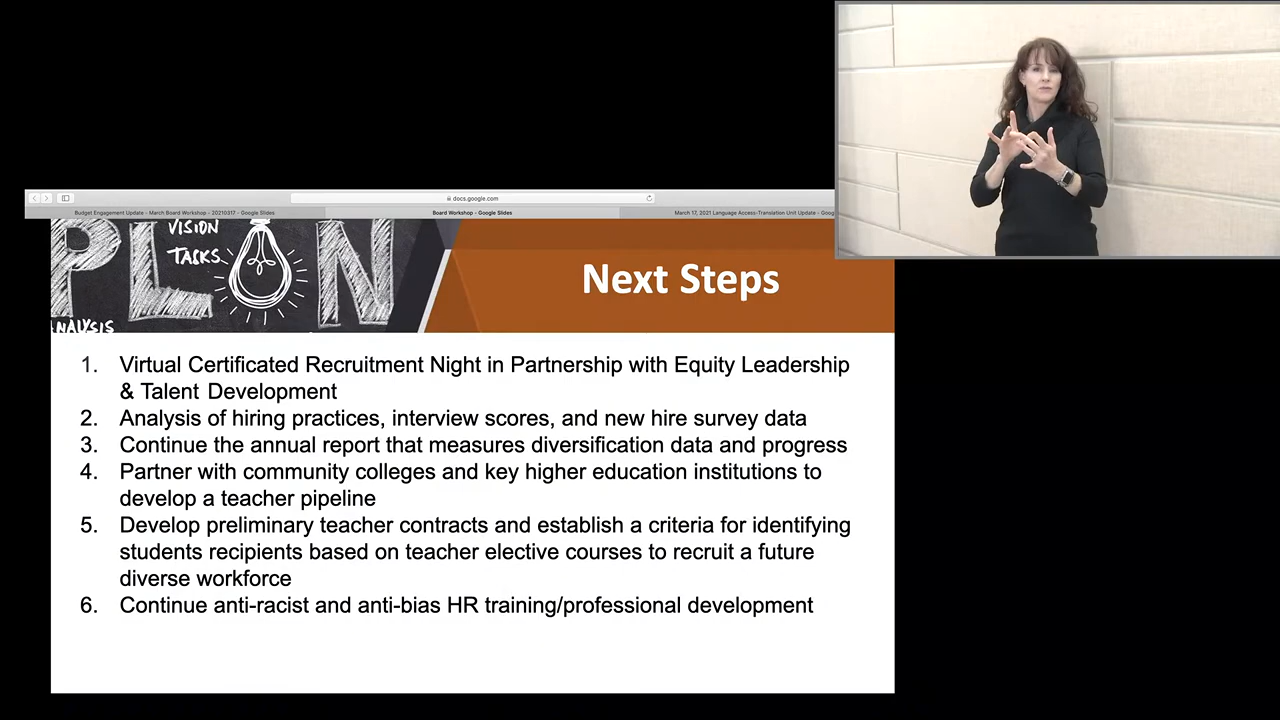 docs.google.com
Budget Engagement Update - March Board Workshop - 20210317 - Google Slides
Board Workshop - Google Slides
March 17, 2021 Language Access-Translation Unit Update - Goog
PLAN
VISION
TASKS
ANALYSIS
Next Steps
1. Virtual Certificated Recruitment Night in Partnership with Equity Leadership
& Talent Development
2. Analysis of hiring practices, interview scores, and new hire survey data
3. Continue the annual report that measures diversification data and progress
4. Partner with community colleges and key higher education institutions to
develop a teacher pipeline
5. Develop preliminary teacher contracts and establish a criteria for identifying
students recipients based on teacher elective courses to recruit a future
diverse workforce
6. Continue anti-racist and anti-bias HR training/professional development